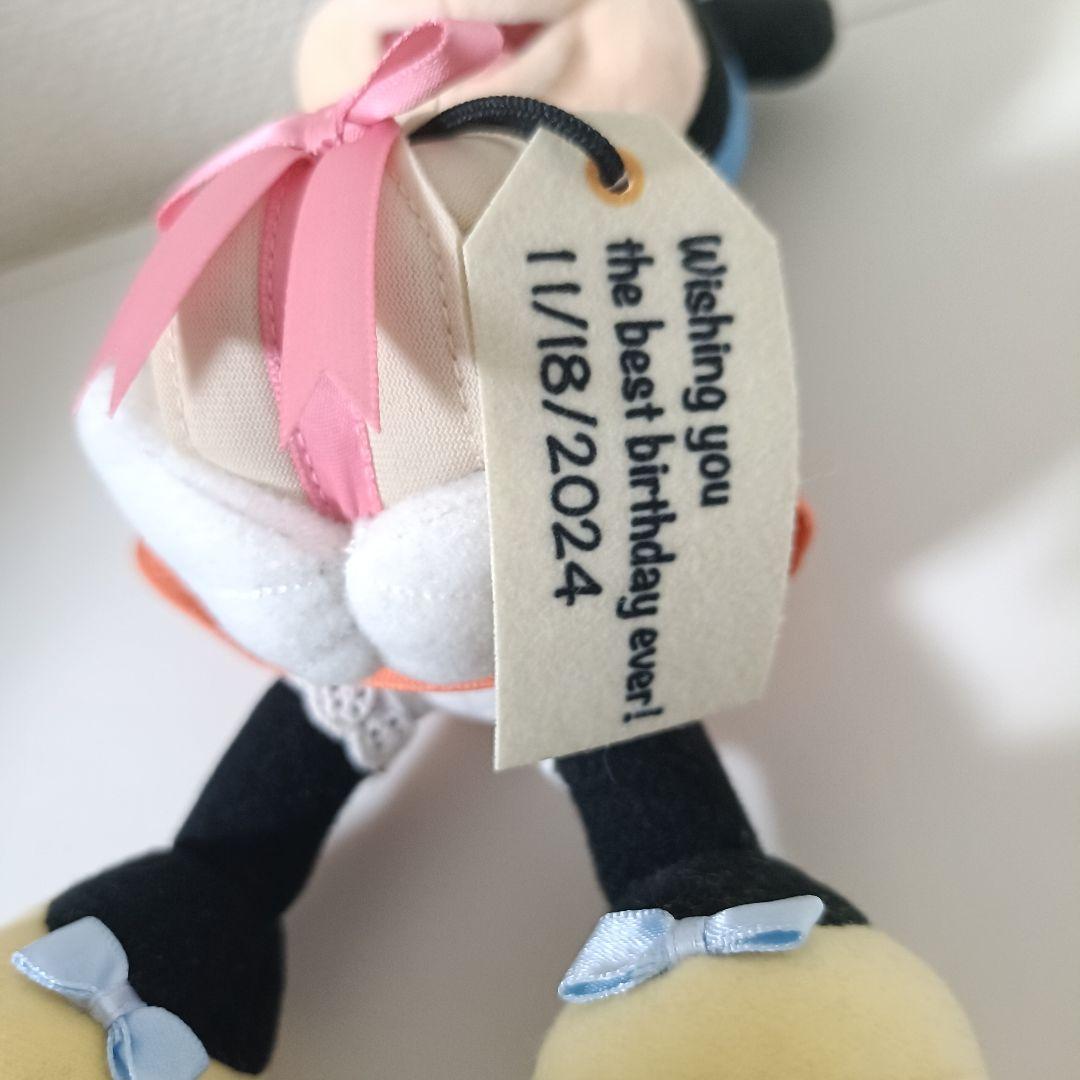 Wishing you
the best birthday ever!
11/18/2024